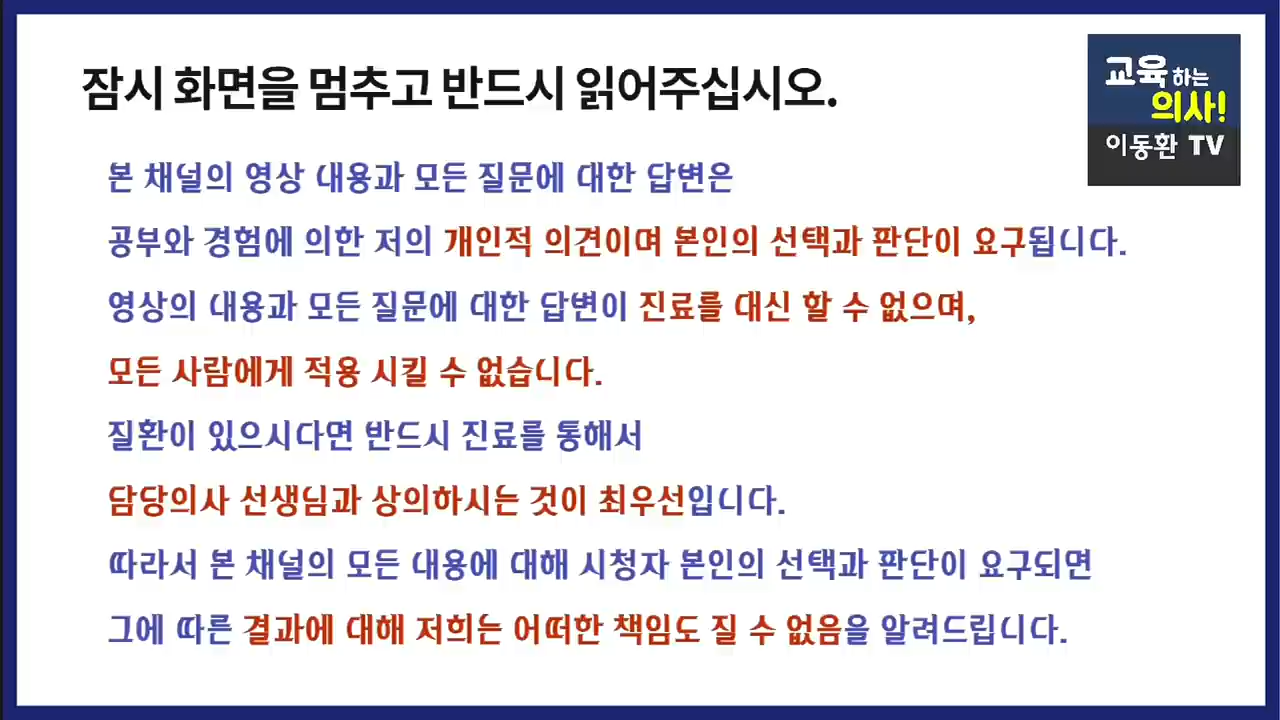 잠시 화면을 멈추고 반드시 읽어주십시오.
교육하는
의사!
이동환 TV
본 채널의 영상 내용과 모든 질문에 대한 답변은
공부와 경험에 의한 저의 개인적 의견이며 본인의 선택과 판단이 요구됩니다.
영상의 내용과 모든 질문에 대한 답변이 진료를 대신 할 수 없으며,
모든 사람에게 적용 시킬 수 없습니다.
질환이 있으시다면 반드시 진료를 통해서
담당의사 선생님과 상의하시는 것이 최우선입니다.
따라서 본 채널의 모든 내용에 대해 시청자 본인의 선택과 판단이 요구되면
그에 따른 결과에 대해 저희는 어떠한 책임도 질 수 없음을 알려드립니다.